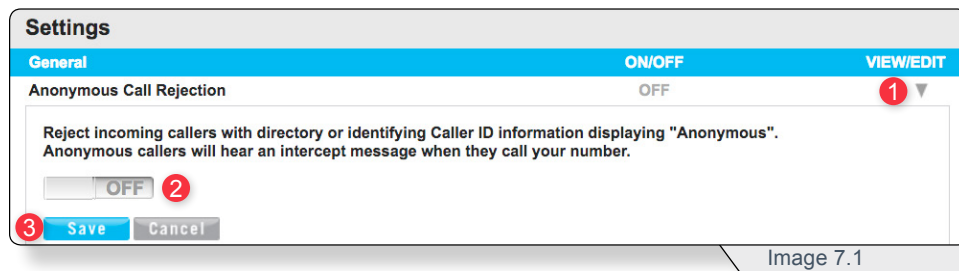 Settings
General ON/OFF VIEW/EDIT
Anonymous Call Rejection OFF 1
Reject incoming callers with directory or identifying Caller ID information displaying "Anonymous".
Anonymous callers will hear an intercept message when they call your number.
OFF 2
3 Save Cancel
Image 7.1